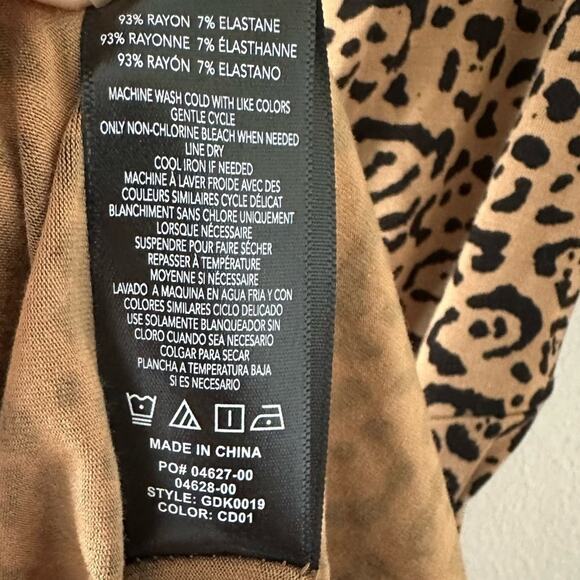 93% RAYON 7% ELASTANE
93% RAYONNE 7% ÉLASTHANNE
93% RAYÓN 7% ELASTANO
MACHINE WASH COLD WITH LIKE COLORS
GENTLE CYCLE
ONLY NON-CHLORINE BLEACH WHEN NEEDED
LINE DRY
COOL IRON IF NEEDED
MACHINE À LAVER FROIDE AVEC DES
COULEURS SIMILAIRES CYCLE DÉLICAT
BLANCHIMENT SANS CHLORE UNIQUEMENT
LORSQUE NÉCESSAIRE
SUSPENDRE POUR FAIRE SÉCHER
REPASSER À TEMPÉRATURE
MOYENNE SI NÉCESSAIRE
LAVADO A MAQUINA EN AGUA FRIA Y CON
COLORES SIMILARES CICLO DELICADO
USE SOLAMENTE BLANQUEADOR SIN
CLORO CUANDO SEA NECESARIO
COLGAR PARA SECAR
PLANCHA A TEMPERATURA BAJA
SI ES NECESARIO
MADE IN CHINA
PO# 04627-00
04628-00
STYLE: GDK0019
COLOR: CD01